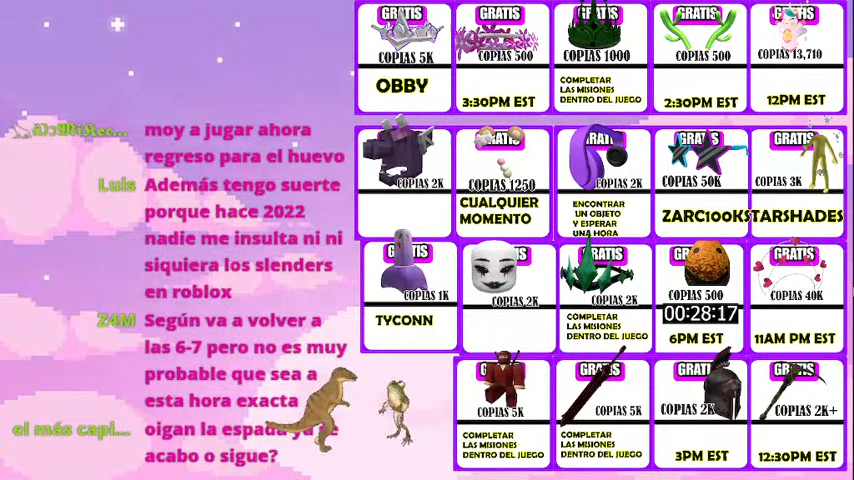 moy a jugar ahora
regreso para el huevo
Luis Además tengo suerte
porque hace 2022
nadie me insulta ni ni
siquiera los slenders
en roblox
Z4M Según va a volver a
las 6-7 pero no es muy
probable que sea a
esta hora exacta
el más capi... oigan la espada ya
acabo o sigue?
GRATIS
COPIAS 5K
OBBY
GRATIS
COPIAS 500
3:30PM EST
GRATIS
COPIAS 1000
COMPLETAR
LAS MISIONES
DENTRO DEL JUEGO
GRATIS
COPIAS 500
2:30PM EST
GRATIS
COPIAS 13,710
12PM EST
COPIAS 2K
GRATIS
COPIAS 1250
CUALQUIER
MOMENTO
GRATIS
COPIAS 2K
ENCONTRAR
UN OBJETO
Y ESPERAR
UNA HORA
GRATIS
COPIAS 50K
ZARC100KSTARSHADES
GRATIS
COPIAS 3K
GRATIS
COPIAS 1K
TYCONN
GRATIS
COPIAS,2K
GRATIS
COPIAS 2K
COMPLETAR
LAS MISIONES
DENTRO DEL JUEGO
GRATIS
COPIAS 500
00:28:17
6PM EST
GRATIS
COPIAS 40K
11AM PM EST
GRATIS
COPIAS 5K
COMPLETAR
LAS MISIONES
DENTRO DEL JUEGO
GRATIS
COPIAS 5K
COMPLETAR
LAS MISIONES
DENTRO DEL JUEGO
GRATIS
COPIAS 2K
3PM EST
GRATIS
COPIAS 2K+
12:30PM EST